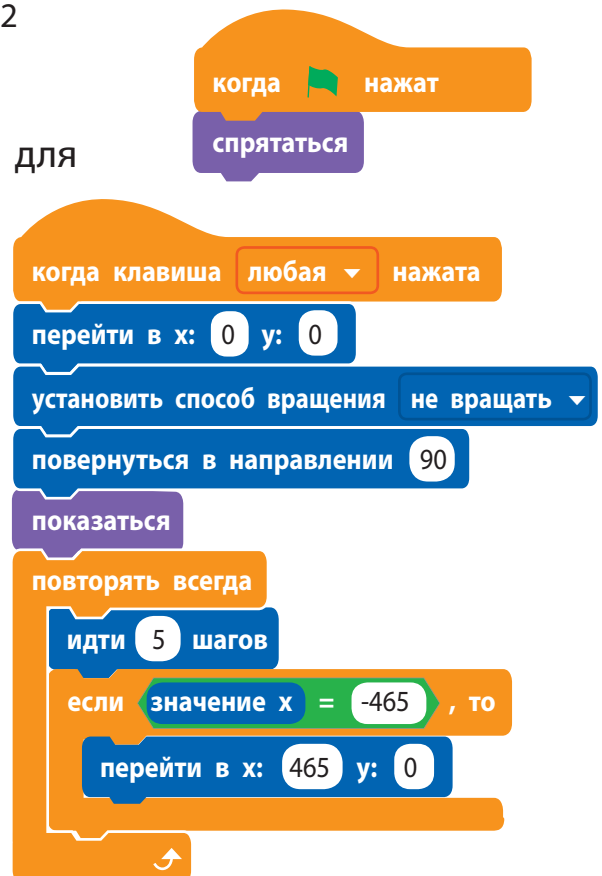 2
когда нажат
спрятаться
для
когда клавиша любая нажата
перейти в x: 0 y: 0
установить способ вращения не вращать
повернуться в направлении 90
показаться
повторять всегда
идти 5 шагов
если значение x = -465 , то
перейти в x: 465 y: 0